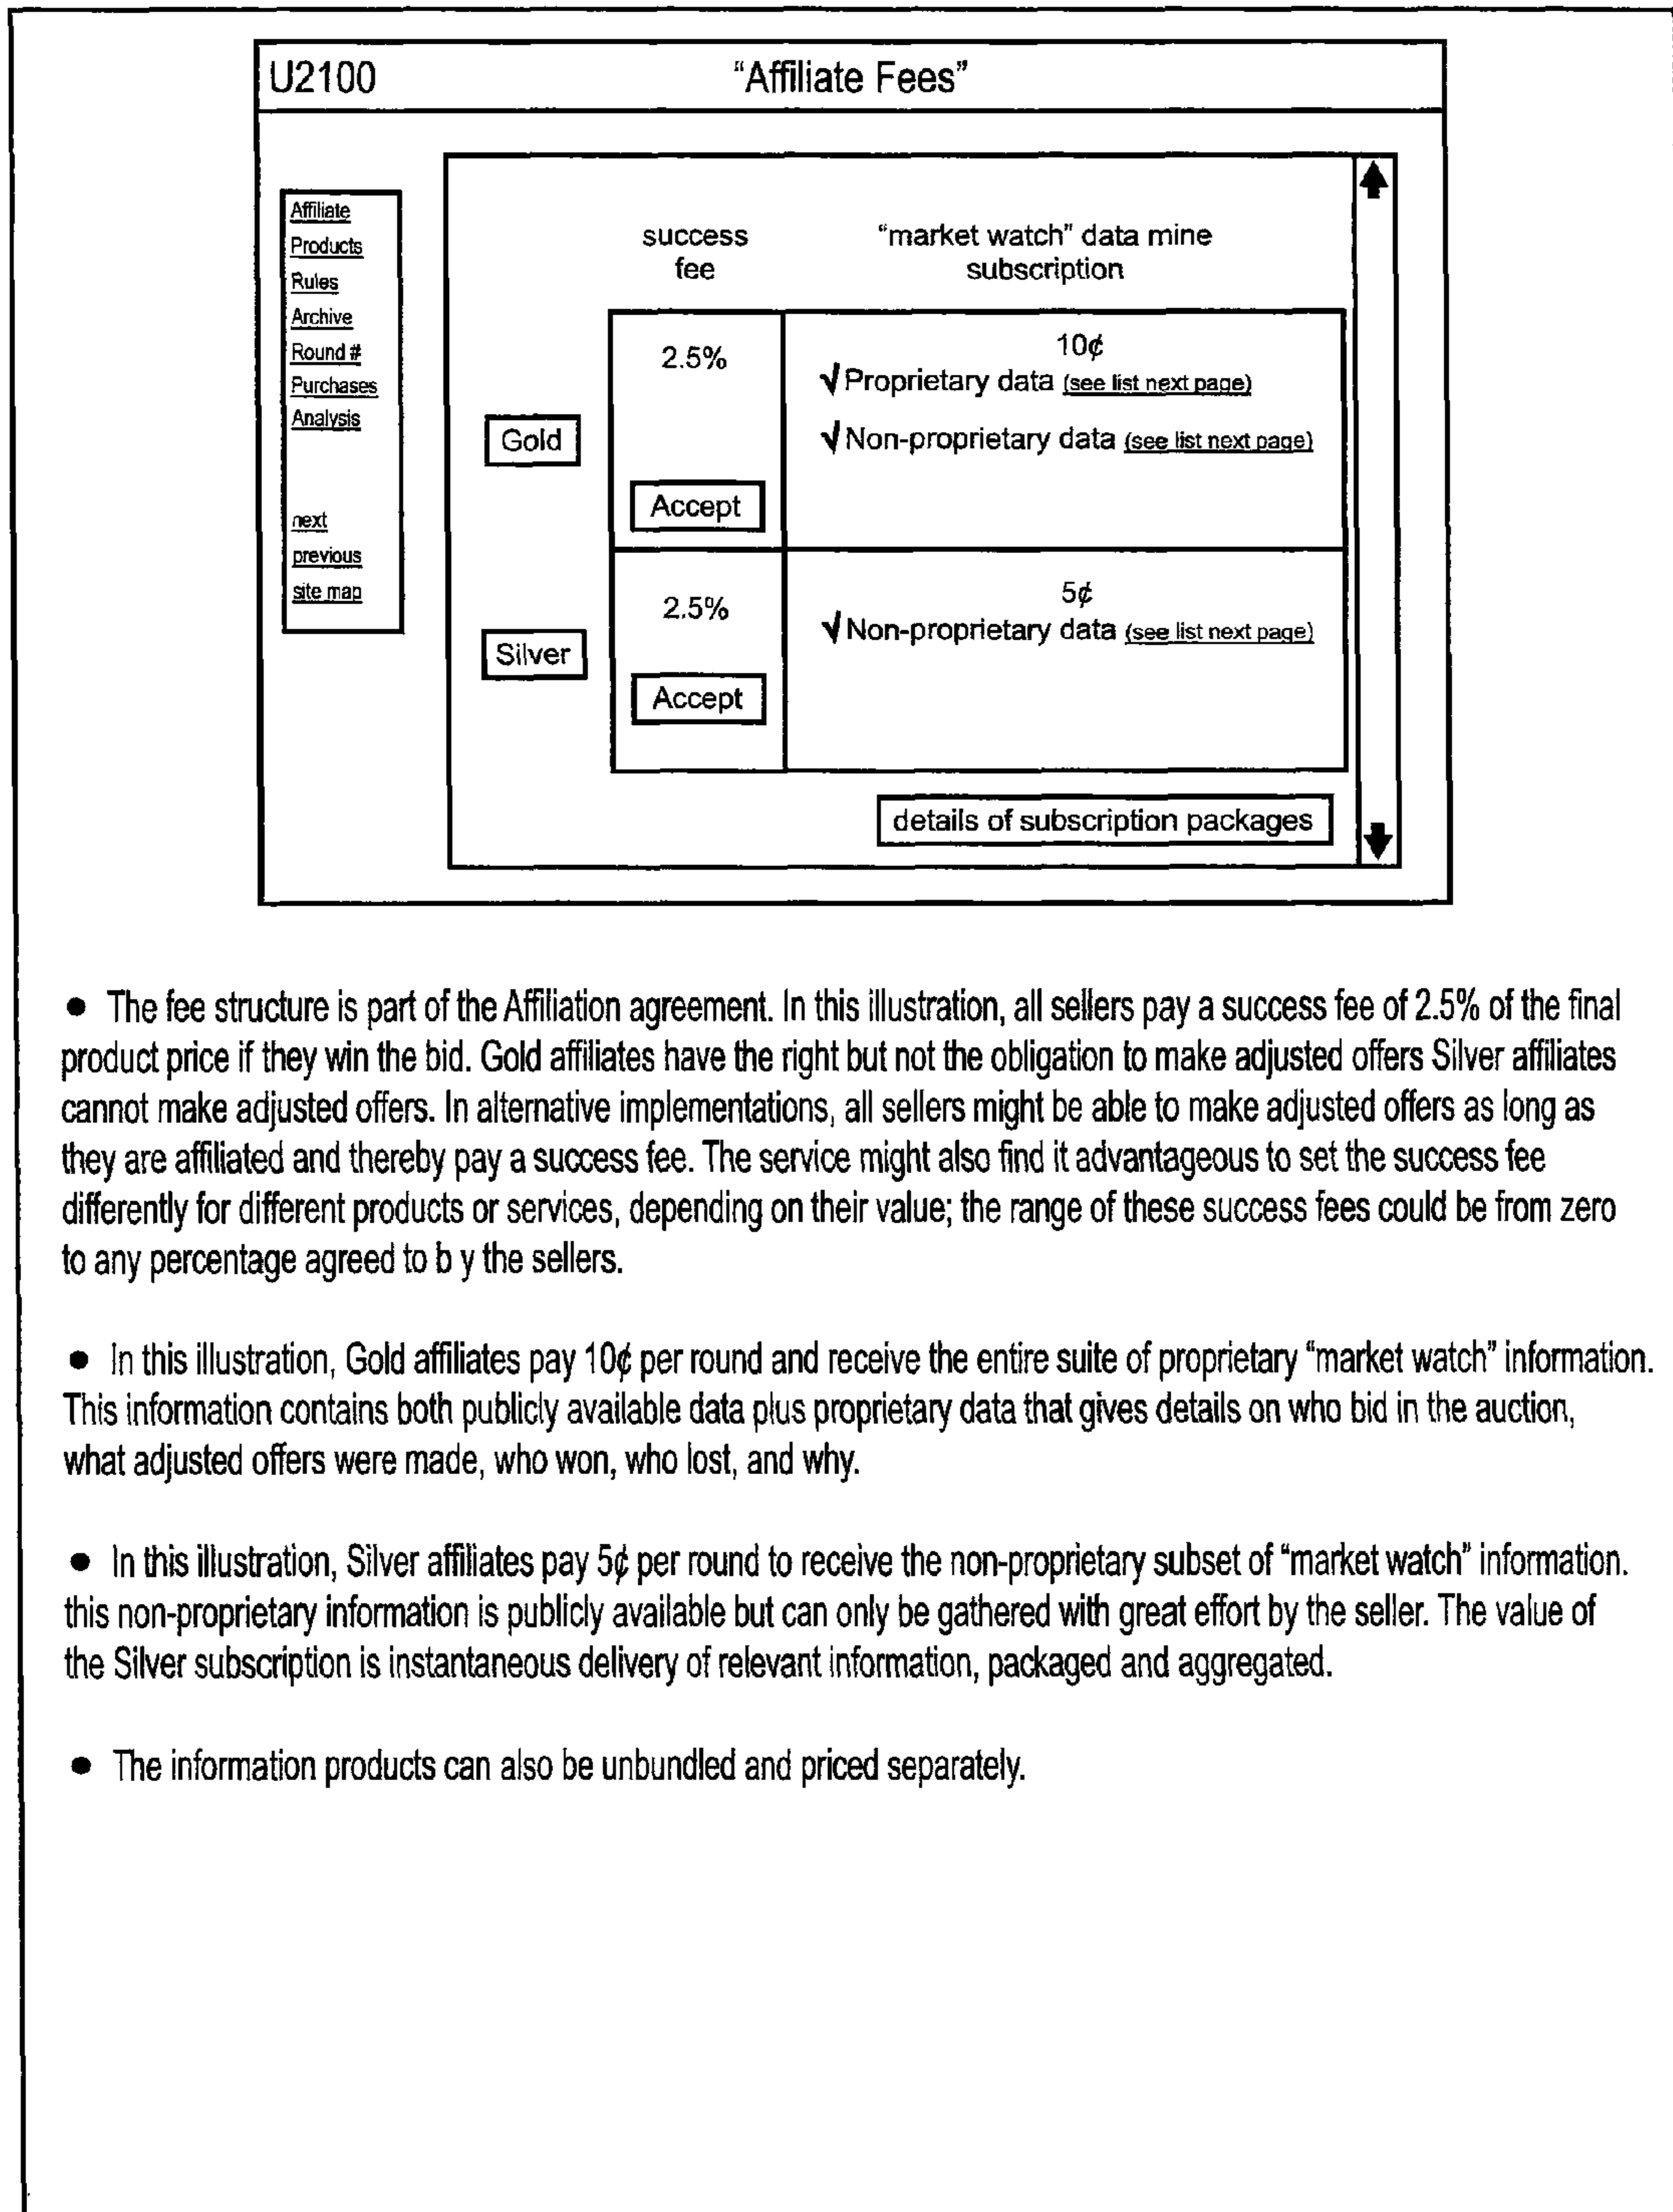 U2100 "Affiliate Fees"
Affiliate
Products
Rules
Archive
Round #
Purchases
Analysis
next
previous
site map
success
fee
"market watch" data mine
subscription
Gold
2.5%
Accept
10¢
√ Proprietary data (see list next page)
√ Non-proprietary data (see list next page)
Silver
2.5%
Accept
5¢
√ Non-proprietary data (see list next page)
details of subscription packages
• The fee structure is part of the Affiliation agreement. In this illustration, all sellers pay a success fee of 2.5% of the final
product price if they win the bid. Gold affiliates have the right but not the obligation to make adjusted offers Silver affiliates
cannot make adjusted offers. In alternative implementations, all sellers might be able to make adjusted offers as long as
they are affiliated and thereby pay a success fee. The service might also find it advantageous to set the success fee
differently for different products or services, depending on their value; the range of these success fees could be from zero
to any percentage agreed to b y the sellers.
• In this illustration, Gold affiliates pay 10¢ per round and receive the entire suite of proprietary "market watch" information.
This information contains both publicly available data plus proprietary data that gives details on who bid in the auction,
what adjusted offers were made, who won, who lost, and why.
• In this illustration, Silver affiliates pay 5¢ per round to receive the non-proprietary subset of "market watch" information.
this non-proprietary information is publicly available but can only be gathered with great effort by the seller. The value of
the Silver subscription is instantaneous delivery of relevant information, packaged and aggregated.
• The information products can also be unbundled and priced separately.